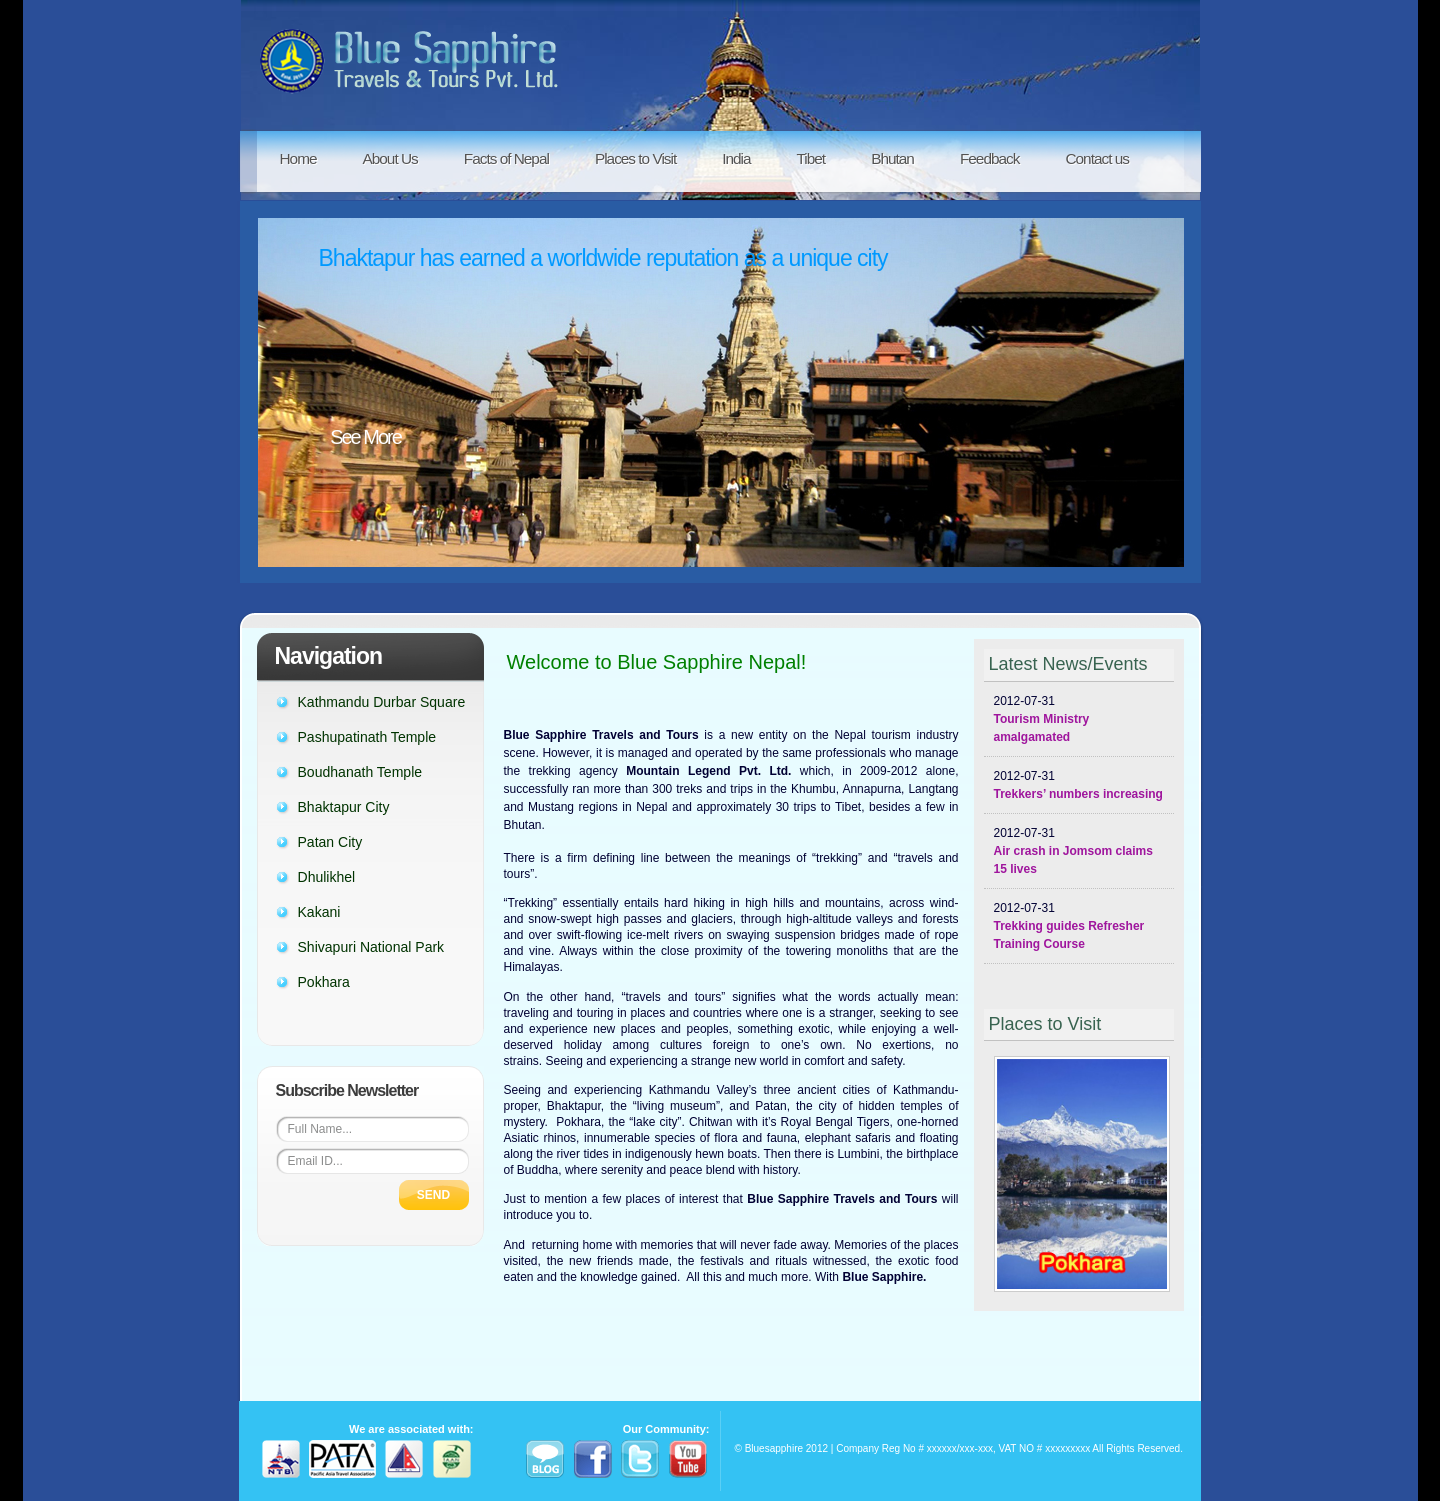 Blue Sapphire
Travels & Tours Pvt. Ltd.
Home About Us Facts of Nepal Places to Visit India Tibet Bhutan Feedback Contact us
Bhaktapur has earned a worldwide reputation as a unique city
See More
Navigation
Kathmandu Durbar Square
Pashupatinath Temple
Boudhanath Temple
Bhaktapur City
Patan City
Dhulikhel
Kakani
Shivapuri National Park
Pokhara
Subscribe Newsletter
Full Name...
Email ID...
SEND
Welcome to Blue Sapphire Nepal!
Blue Sapphire Travels and Tours is a new entity on the Nepal tourism industry
scene. However, it is managed and operated by the same professionals who manage
the trekking agency Mountain Legend Pvt. Ltd. which, in 2009-2012 alone,
successfully ran more than 300 treks and trips in the Khumbu, Annapurna, Langtang
and Mustang regions in Nepal and approximately 30 trips to Tibet, besides a few in
Bhutan.
There is a firm defining line between the meanings of “trekking” and “travels and
tours”.
“Trekking” essentially entails hard hiking in high hills and mountains, across wind-
and snow-swept high passes and glaciers, through high-altitude valleys and forests
and over swift-flowing ice-melt rivers on swaying suspension bridges made of rope
and vine. Always within the close proximity of the towering monoliths that are the
Himalayas.
On the other hand, “travels and tours” signifies what the words actually mean:
traveling and touring in places and countries where one is a stranger, seeking to see
and experience new places and peoples, something exotic, while enjoying a well-
deserved holiday among cultures foreign to one’s own. No exertions, no
strains. Seeing and experiencing a strange new world in comfort and safety.
Seeing and experiencing Kathmandu Valley’s three ancient cities of Kathmandu-
proper, Bhaktapur, the “living museum”, and Patan, the city of hidden temples of
mystery. Pokhara, the “lake city”. Chitwan with it’s Royal Bengal Tigers, one-horned
Asiatic rhinos, innumerable species of flora and fauna, elephant safaris and floating
along the river tides in indigenously hewn boats. Then there is Lumbini, the birthplace
of Buddha, where serenity and peace blend with history.
Just to mention a few places of interest that Blue Sapphire Travels and Tours will
introduce you to.
And returning home with memories that will never fade away. Memories of the places
visited, the new friends made, the festivals and rituals witnessed, the exotic food
eaten and the knowledge gained. All this and much more. With Blue Sapphire.
Latest News/Events
2012-07-31
Tourism Ministry
amalgamated
2012-07-31
Trekkers’ numbers increasing
2012-07-31
Air crash in Jomsom claims
15 lives
2012-07-31
Trekking guides Refresher
Training Course
Places to Visit
Pokhara
We are associated with:
NTB
PATA
Pacific Asia Travel Association
Our Community:
BLOG
You
Tube
© Bluesapphire 2012 | Company Reg No # xxxxxx/xxx-xxx, VAT NO # xxxxxxxxx All Rights Reserved.